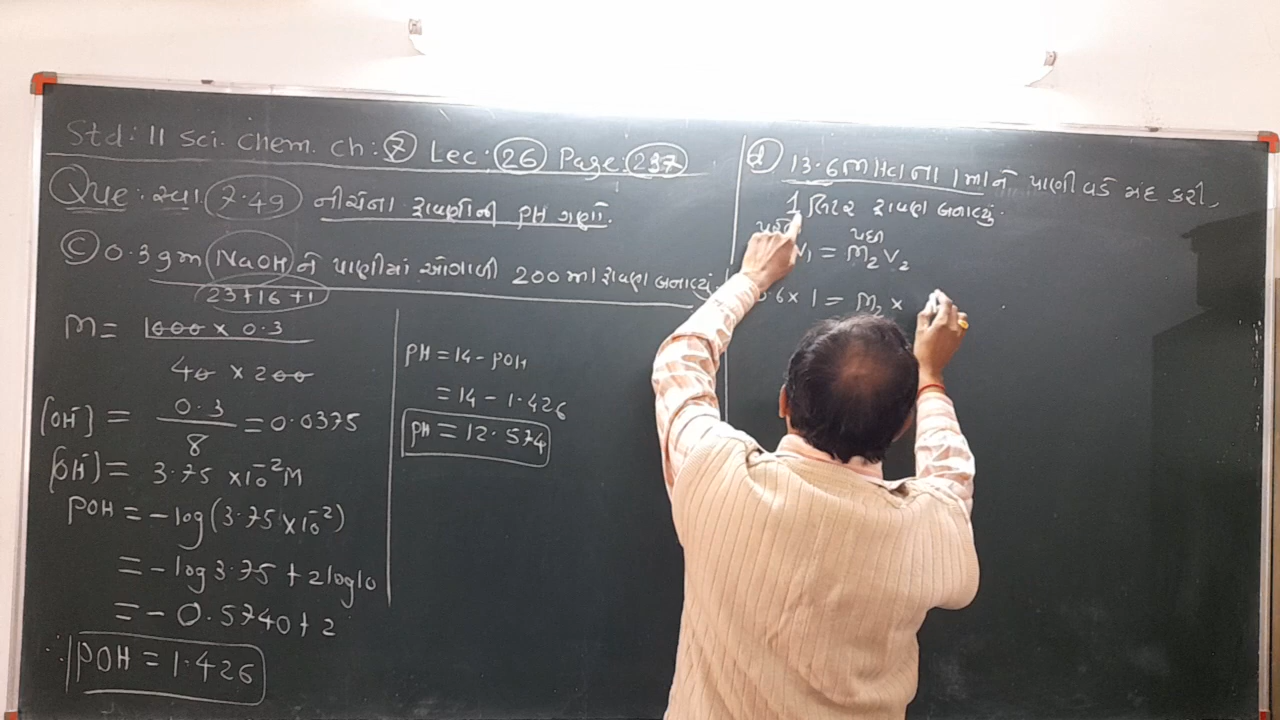 Std: 11 Sci. Chem. Ch: 7 Lec: 26 Page: 237
Que: સ્વા. 7.49 નીચેના દ્રાવણોની PH ગણો.
C 0.3 gm NaOH ને પાણીમાં ઓગાળી 200 ml દ્રાવણ બનાવ્યું.
23+16+1
M = 1000 × 0.3
40 × 200
[OH⁻] = 0.3 / 8 = 0.0375
[OH⁻] = 3.75 × 10⁻² M
POH = -log(3.75 × 10⁻²)
= -log 3.75 + 2log10
= - 0.5740 + 2
∴ POH = 1.426
PH = 14 - POH
= 14 - 1.426
PH = 12.574
d 13.6 M HCl ના 1 ml ને પાણી વડે મંદ કરી,
1 લિટર દ્રાવણ બનાવ્યું.
પછી
V₁ = M₂V₂
.6 × 1 = M₂ ×